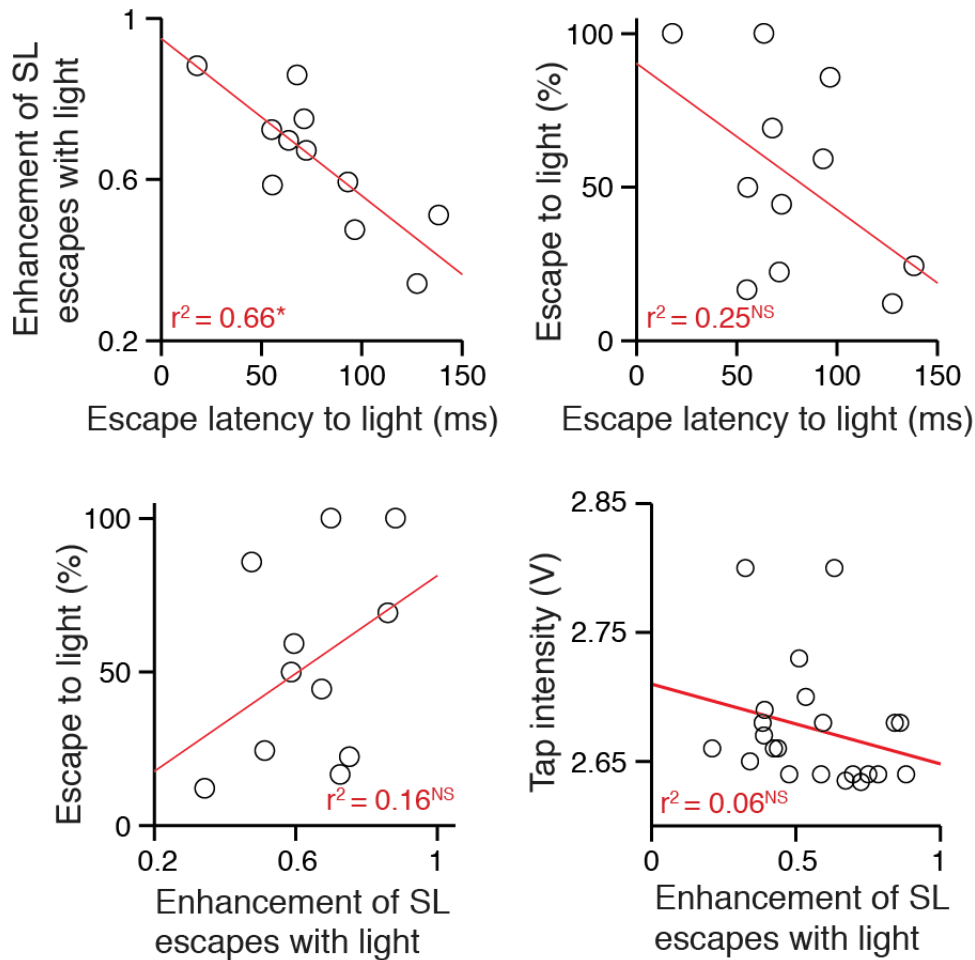 Enhancement of SL
escapes with light
1
0.6
0.2
r² = 0.66*
0
50
100
150
Escape latency to light (ms)
Escape to light (%)
100
50
0
r² = 0.25ᴺˢ
0
50
100
150
Escape latency to light (ms)
Escape to light (%)
100
50
0
r² = 0.16ᴺˢ
0.2
0.6
1
Enhancement of SL
escapes with light
Tap intensity (V)
2.85
2.75
2.65
r² = 0.06ᴺˢ
0
0.5
1
Enhancement of SL
escapes with light